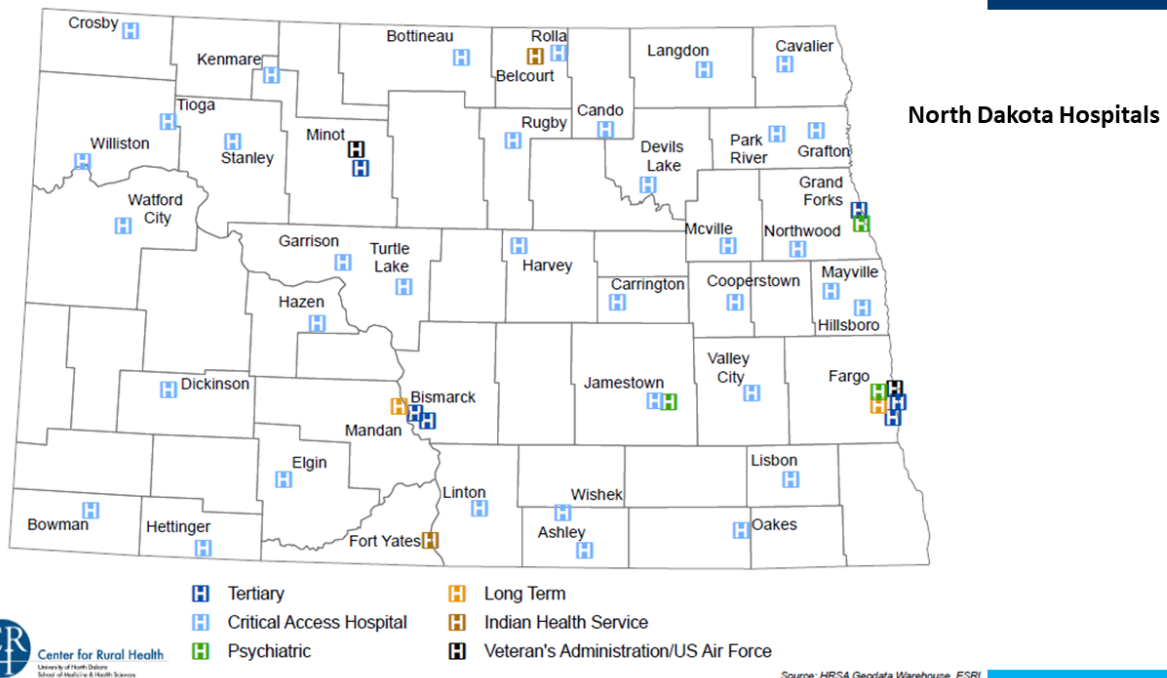 North Dakota Hospitals
Crosby
Bottineau
Rolla
Belcourt
Langdon
Cavalier
Kenmare
Tioga
Cando
Williston
Stanley
Minot
Rugby
Devils
Lake
Park
River
Grafton
Watford
City
Grand
Forks
Garrison
Turtle
Lake
Harvey
Mcville
Northwood
Hazen
Carrington
Cooperstown
Mayville
Hillsboro
Dickinson
Bismarck
Mandan
Jamestown
Valley
City
Fargo
Elgin
Linton
Wishek
Lisbon
Bowman
Hettinger
Fort Yates
Ashley
Oakes
H Tertiary
H Critical Access Hospital
H Psychiatric
H Long Term
H Indian Health Service
H Veteran's Administration/US Air Force
Center for Rural Health
University of North Dakota
School of Medicine & Health Sciences
Source: HRSA Geodata Warehouse, ESRI